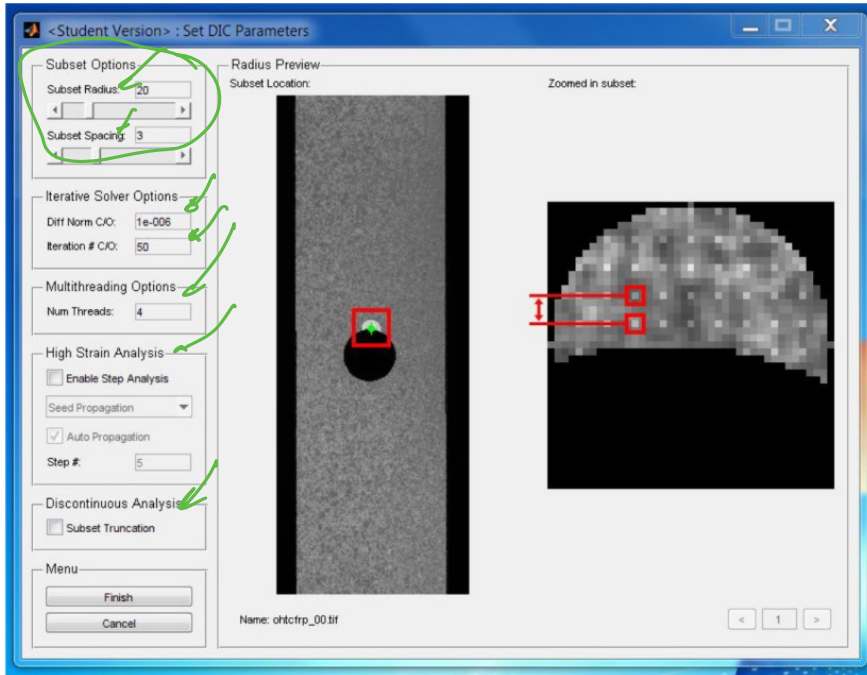 <Student Version> : Set DIC Parameters
Subset Options
Subset Radius: 20
Subset Spacing: 3
Iterative Solver Options
Diff Norm C/O: 1e-006
Iteration # C/O: 50
Multithreading Options
Num Threads: 4
High Strain Analysis
Enable Step Analysis
Seed Propagation
Auto Propagation
Step #: 5
Discontinuous Analysis
Subset Truncation
Menu
Finish
Cancel
Radius Preview
Subset Location:
Zoomed in subset:
Name: ohtcfrp_00.tif
< 1 >